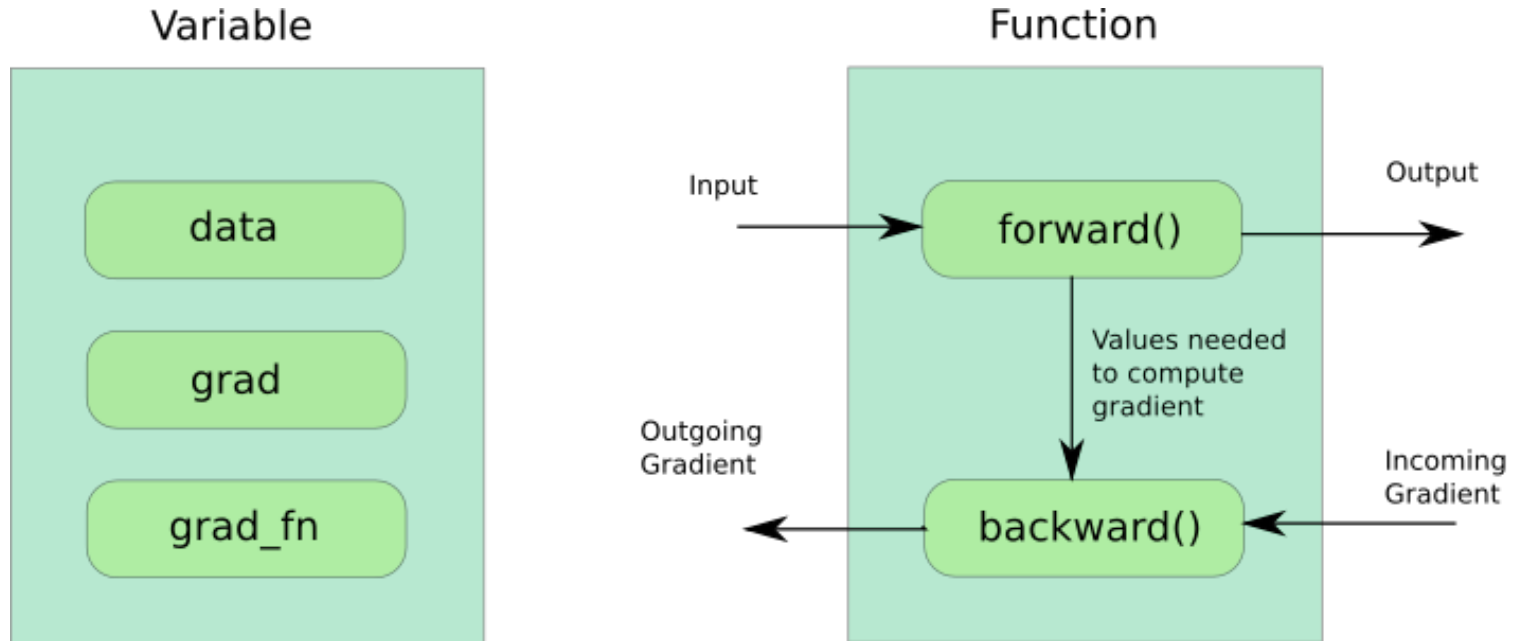 Variable
data
grad
grad_fn
Function
Input
forward()
Output
Values needed
to compute
gradient
Outgoing
Gradient
backward()
Incoming
Gradient